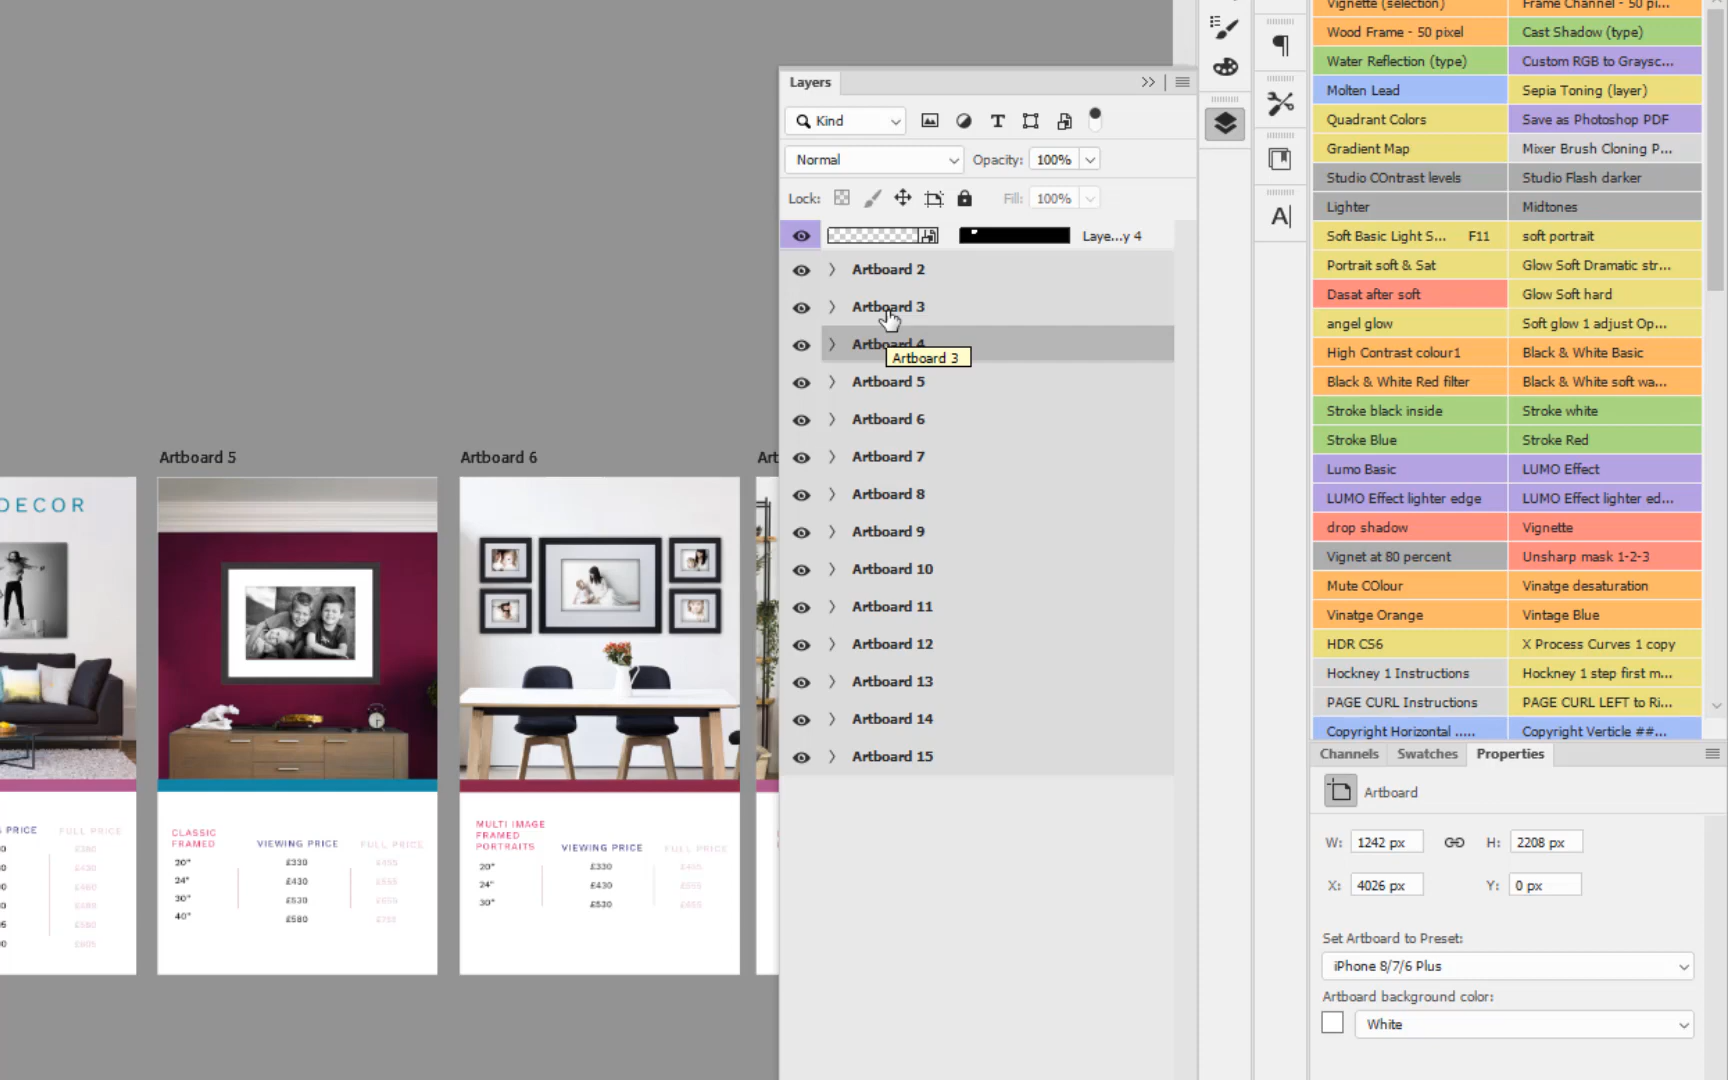 Layers
Kind
Normal
Opacity: 100%
Lock:
Fill: 100%
Laye...y 4
Artboard 2
Artboard 3
Artboard 4
Artboard 3
Artboard 5
Artboard 6
Artboard 7
Artboard 8
Artboard 9
Artboard 10
Artboard 11
Artboard 12
Artboard 13
Artboard 14
Artboard 15
Artboard 5
Artboard 6
Art
DECOR
PRICE FULL PRICE
CLASSIC
FRAMED
VIEWING PRICE FULL PRICE
20" £330 £455
24" £430 £555
30" £530
40" £580
MULTI IMAGE
FRAMED
PORTRAITS
VIEWING PRICE FULL PRICE
20" £330
24" £430
30" £530
Vignette (selection) Frame Channel - 50 pi...
Wood Frame - 50 pixel Cast Shadow (type)
Water Reflection (type) Custom RGB to Graysc...
Molten Lead Sepia Toning (layer)
Quadrant Colors Save as Photoshop PDF
Gradient Map Mixer Brush Cloning P...
Studio COntrast levels Studio Flash darker
Lighter Midtones
Soft Basic Light S... F11 soft portrait
Portrait soft & Sat Glow Soft Dramatic str...
Dasat after soft Glow Soft hard
angel glow Soft glow 1 adjust Op...
High Contrast colour1 Black & White Basic
Black & White Red filter Black & White soft wa...
Stroke black inside Stroke white
Stroke Blue Stroke Red
Lumo Basic LUMO Effect
LUMO Effect lighter edge LUMO Effect lighter ed...
drop shadow Vignette
Vignet at 80 percent Unsharp mask 1-2-3
Mute COlour Vinatge desaturation
Vinatge Orange Vintage Blue
HDR CS6 X Process Curves 1 copy
Hockney 1 Instructions Hockney 1 step first m...
PAGE CURL Instructions PAGE CURL LEFT to Ri...
Copyright Horizontal ..... Copyright Verticle ##...
Channels Swatches Properties
Artboard
W: 1242 px H: 2208 px
X: 4026 px Y: 0 px
Set Artboard to Preset:
iPhone 8/7/6 Plus
Artboard background color:
White